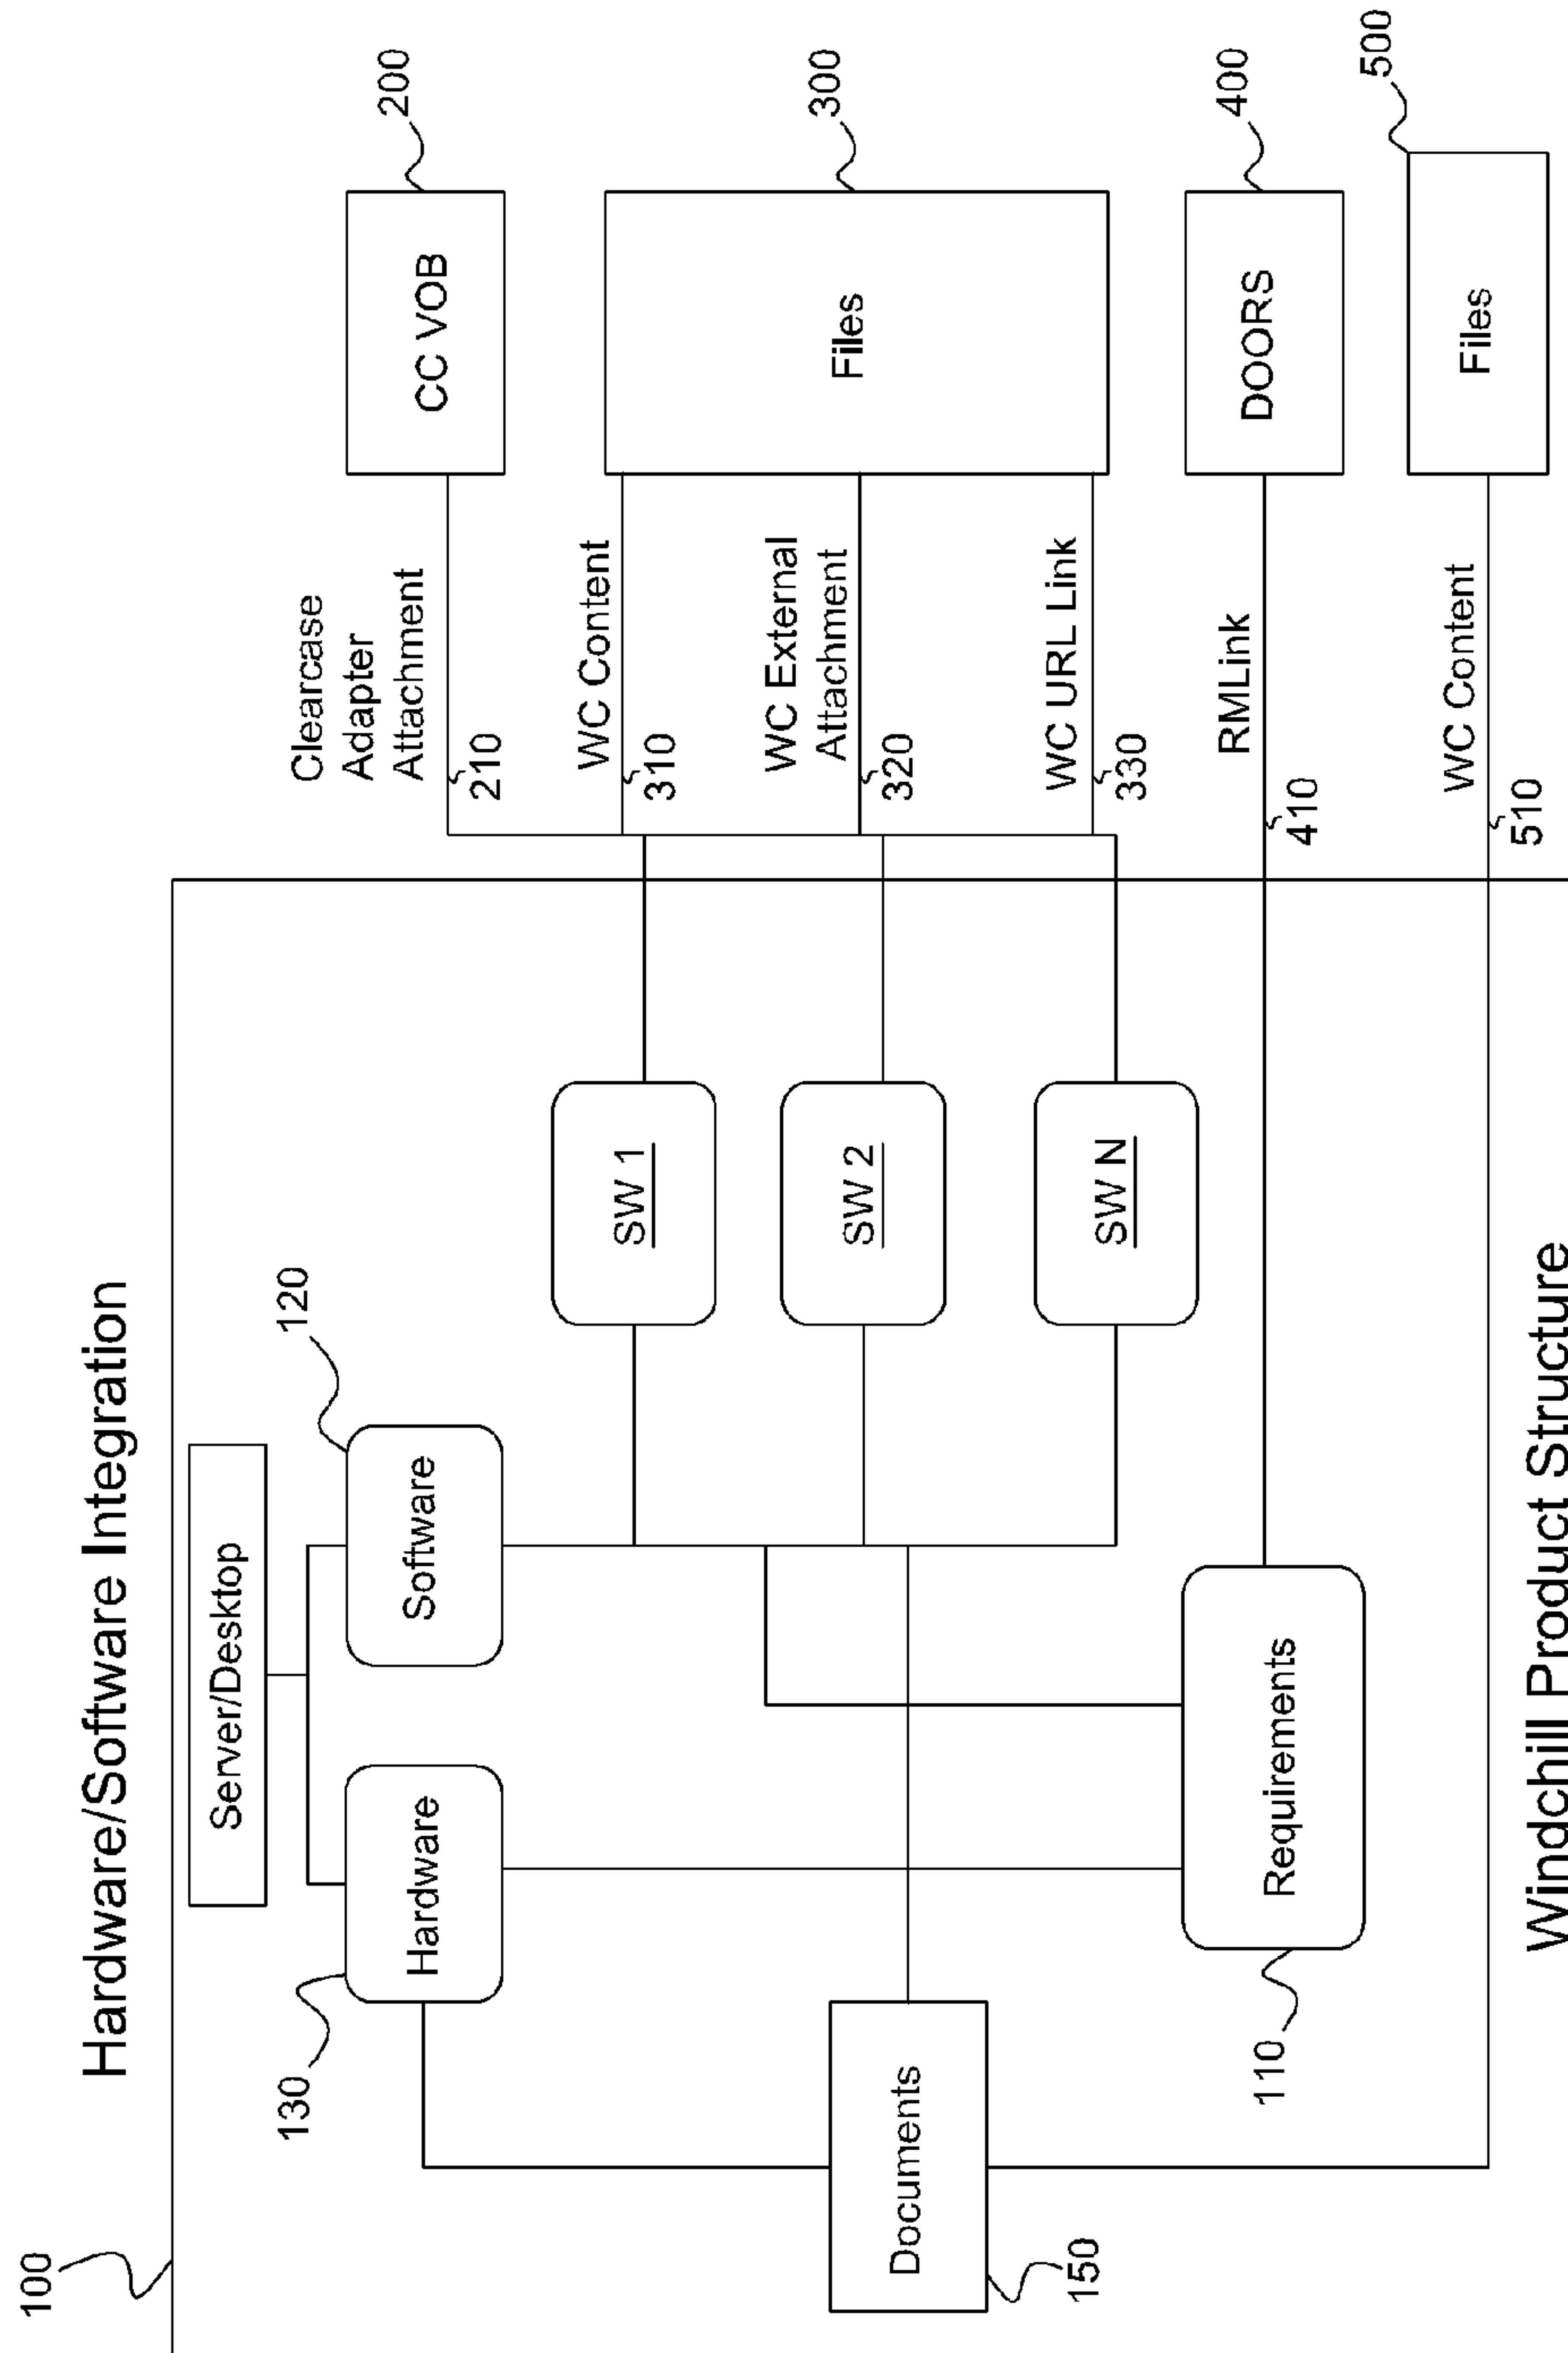 Hardware/Software Integration
100
Server/Desktop
130
Hardware
Software
120
SW 1
SW 2
SW N
Documents
150
Requirements
110
Clearcase
Adapter
Attachment
210
CC VOB
200
WC Content
310
WC External
Attachment
320
WC URL Link
330
Files
300
RMLink
410
DOORS
400
WC Content
510
Files
500
Windchill Product Structure